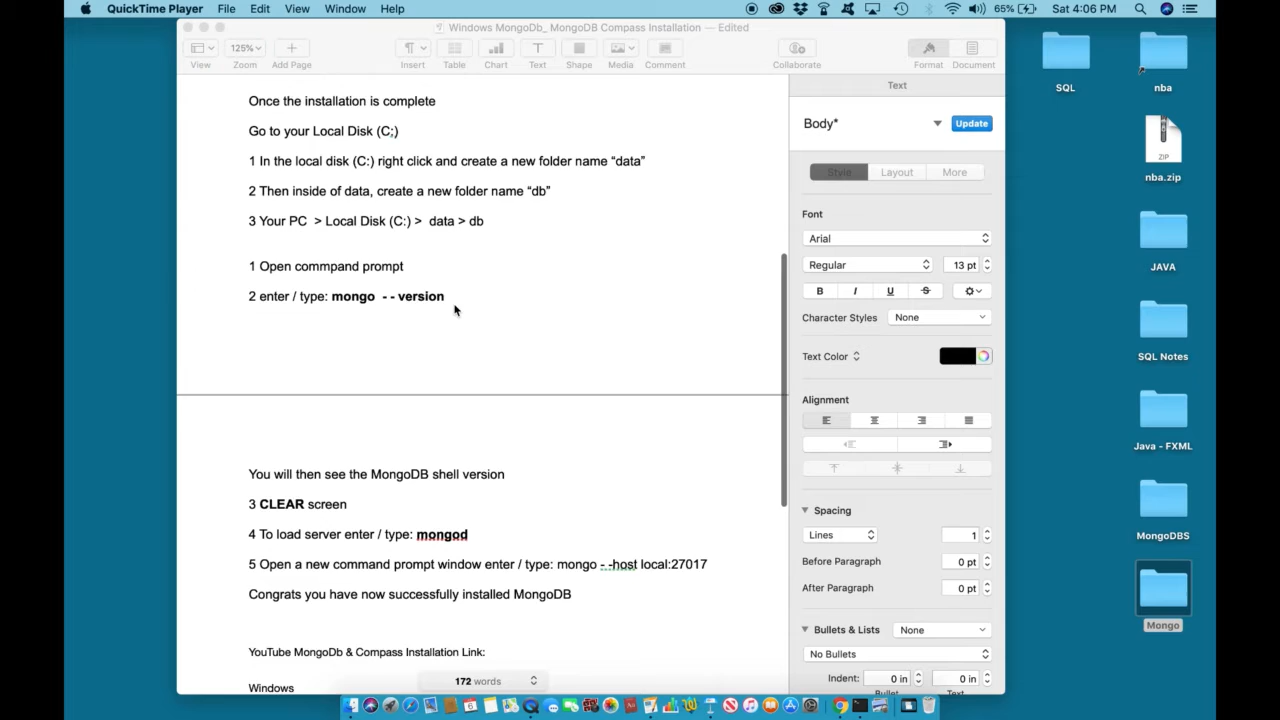 QuickTime Player File Edit View Window Help 65% Sat 4:06 PM
Windows MongoDb_ MongoDB Compass Installation — Edited
125%
View Zoom Add Page Insert Table Chart Text Shape Media Comment Collaborate Format Document
Once the installation is complete
Go to your Local Disk (C;)
1 In the local disk (C:) right click and create a new folder name “data”
2 Then inside of data, create a new folder name “db”
3 Your PC > Local Disk (C:) > data > db
1 Open commpand prompt
2 enter / type: mongo - - version
You will then see the MongoDB shell version
3 CLEAR screen
4 To load server enter / type: mongod
5 Open a new command prompt window enter / type: mongo - -host local:27017
Congrats you have now successfully installed MongoDB
YouTube MongoDb & Compass Installation Link:
Windows
172 words
Text
Body*
Update
Style Layout More
Font
Arial
Regular 13 pt
B I U S
Character Styles None
Text Color
Alignment
Spacing
Lines 1
Before Paragraph 0 pt
After Paragraph 0 pt
Bullets & Lists None
No Bullets
Indent: 0 in 0 in
Bullet Text
SQL
nba
ZIP
nba.zip
JAVA
SQL Notes
Java - FXML
MongoDBS
Mongo